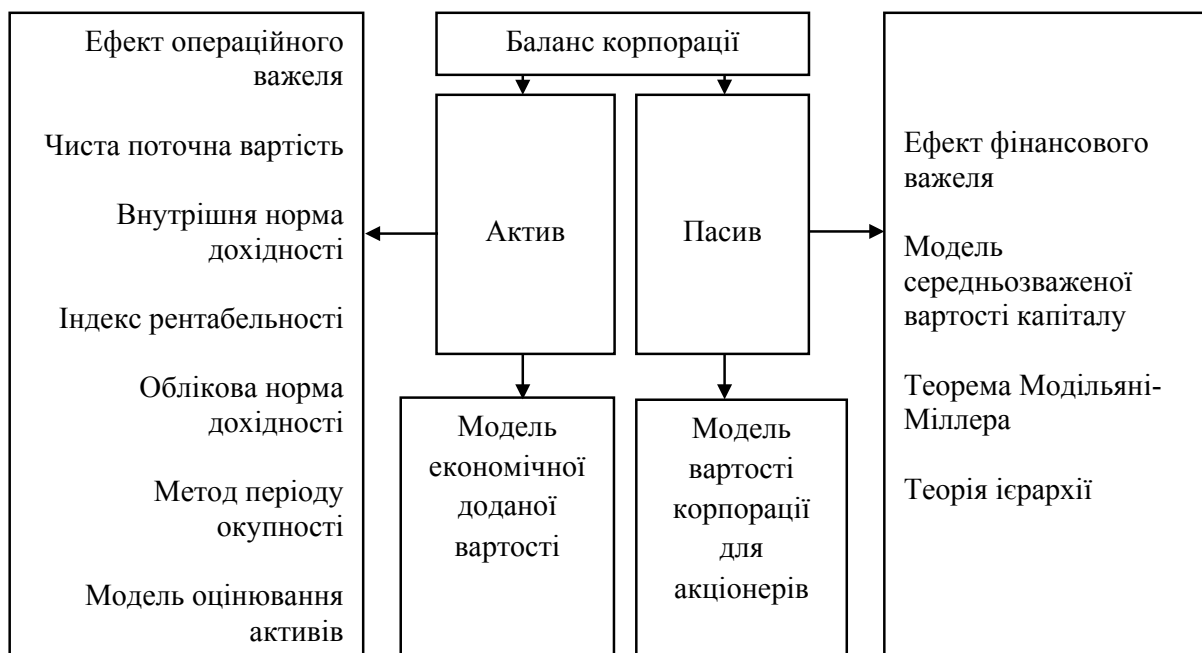 Ефект операційного
важеля
Чиста поточна вартість
Внутрішня норма
дохідності
Індекс рентабельності
Облікова норма
дохідності
Метод періоду
окупності
Модель оцінювання
активів
Баланс корпорації
Актив
Пасив
Модель
економічної
доданої
вартості
Модель
вартості
корпорації
для
акціонерів
Ефект фінансового
важеля
Модель
середньозваженої
вартості капіталу
Теорема Модільяні-
Міллера
Теорія ієрархії